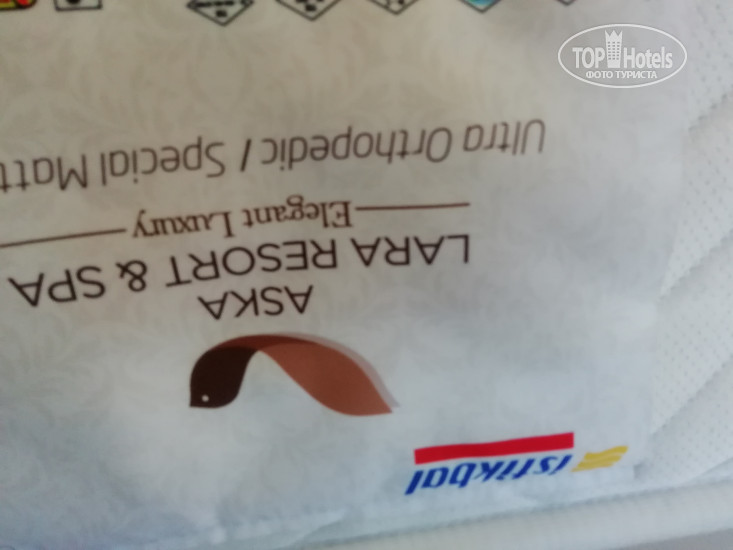 istikbal
ASKA
LARA RESORT & SPA
Elegant Luxury
Ultra Orthopedic / Special Matt
TOP Hotels
ФОТО ТУРИСТА